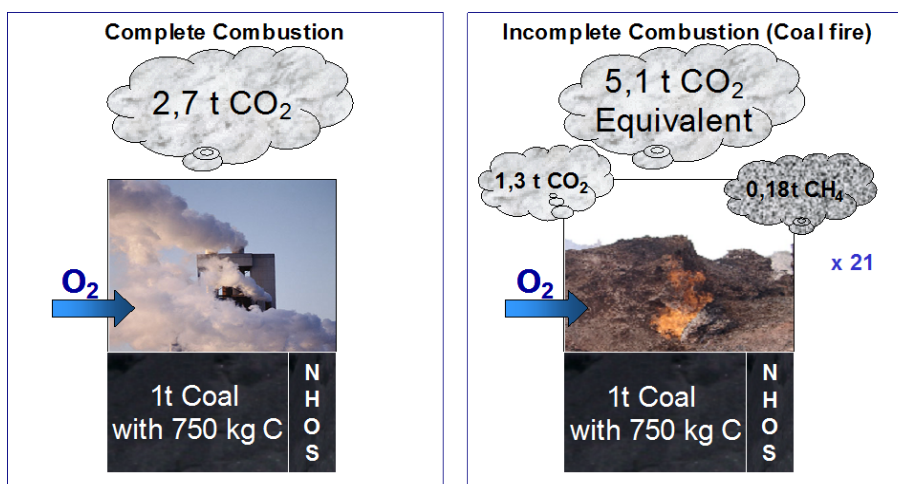 Complete Combustion
2,7 t CO₂
O₂
1t Coal
with 750 kg C
N
H
O
S
Incomplete Combustion (Coal fire)
5,1 t CO₂
Equivalent
1,3 t CO₂
0,18t CH₄
x 21
O₂
1t Coal
with 750 kg C
N
H
O
S